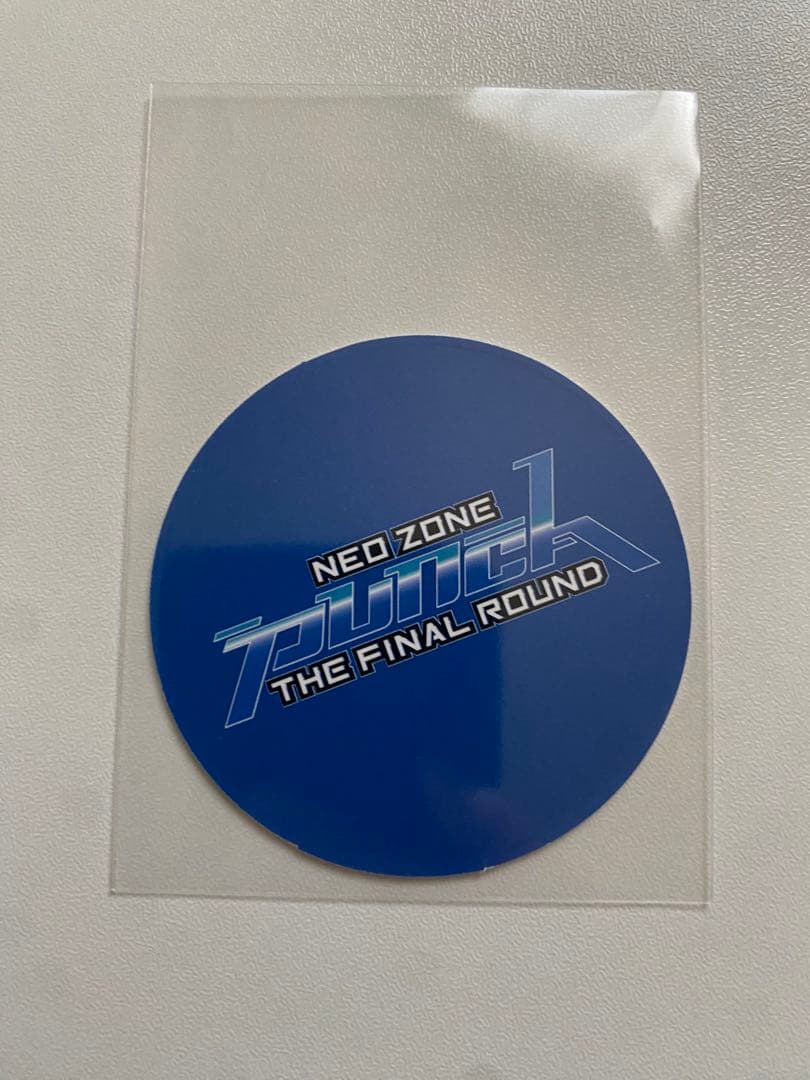 NEO ZONE
punch
THE FINAL ROUND